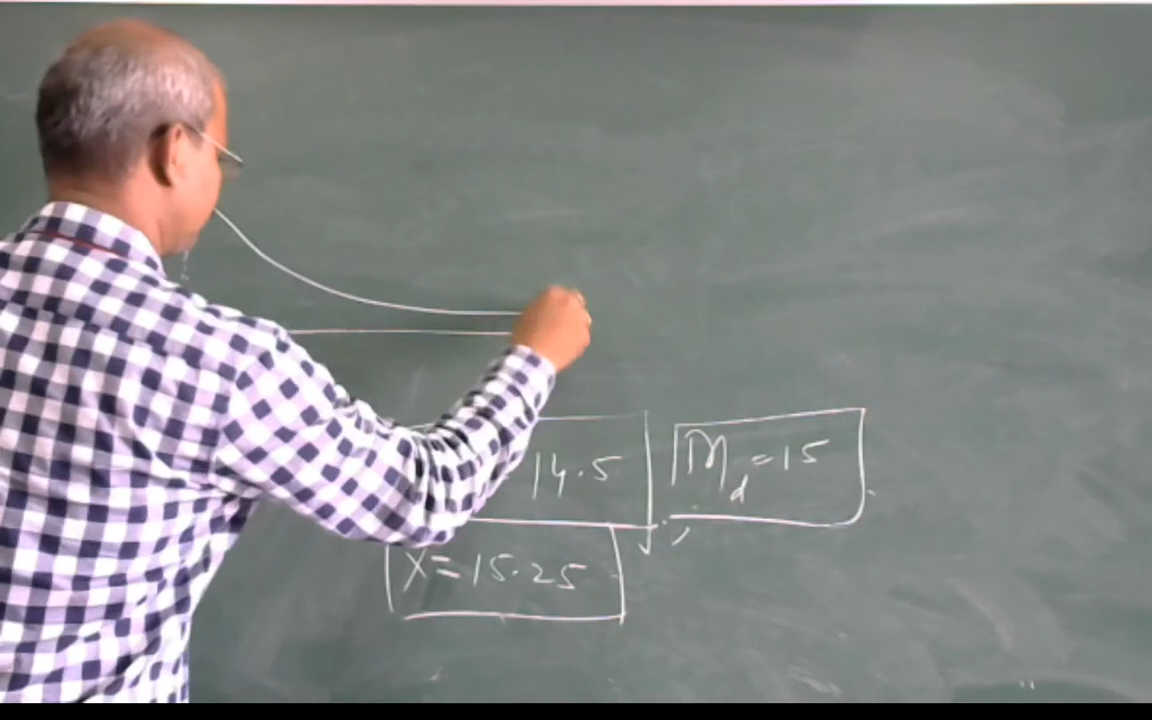 14.5
Md = 15
X = 15.25